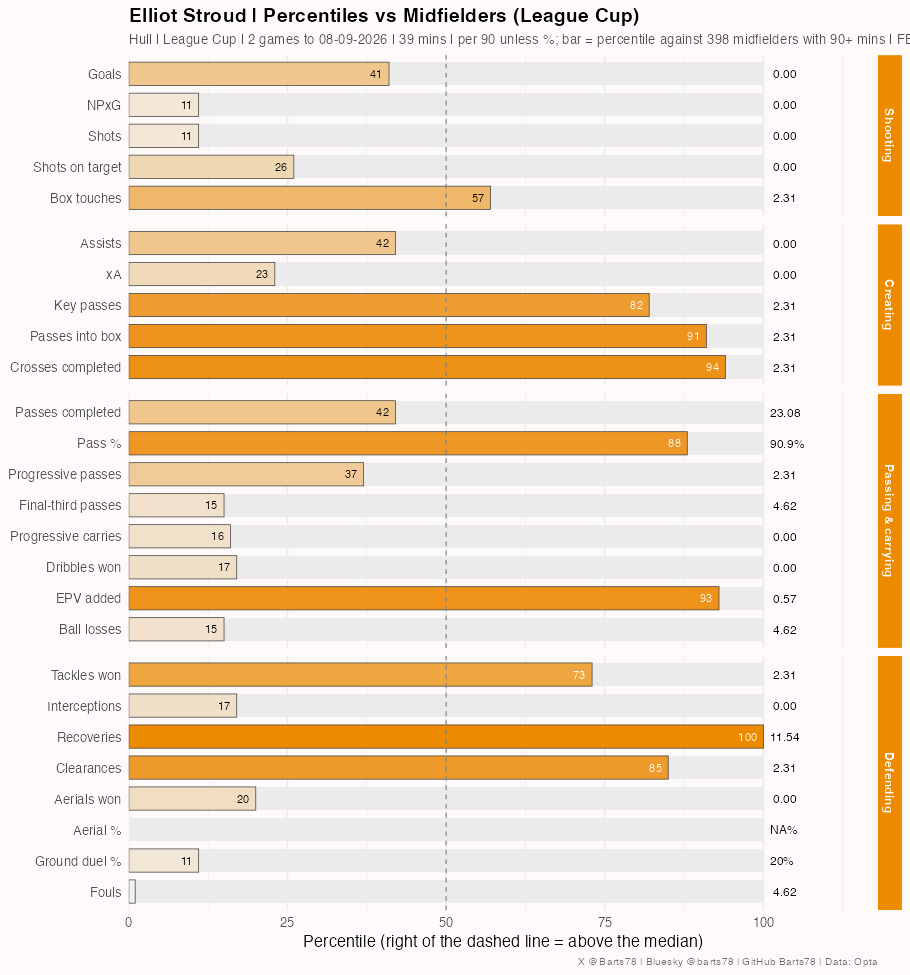 Elliot Stroud | Percentiles vs Midfielders (League Cup)
Hull | League Cup | 2 games to 08-09-2026 | 39 mins | per 90 unless %; bar = percentile against 398 midfielders with 90+ mins | FE
Goals 41 0.00
NPxG 11 0.00
Shots 11 0.00
Shots on target 26 0.00
Box touches 57 2.31
Shooting
Assists 42 0.00
xA 23 0.00
Key passes 82 2.31
Passes into box 91 2.31
Crosses completed 94 2.31
Creating
Passes completed 42 23.08
Pass % 88 90.9%
Progressive passes 37 2.31
Final-third passes 15 4.62
Progressive carries 16 0.00
Dribbles won 17 0.00
EPV added 93 0.57
Ball losses 15 4.62
Passing & carrying
Tackles won 73 2.31
Interceptions 17 0.00
Recoveries 100 11.54
Clearances 85 2.31
Aerials won 20 0.00
Aerial % NA%
Ground duel % 11 20%
Fouls 4.62
Defending
0 25 50 75 100
Percentile (right of the dashed line = above the median)
X @Barts78 | Bluesky @barts78 | GitHub Barts78 | Data: Opta